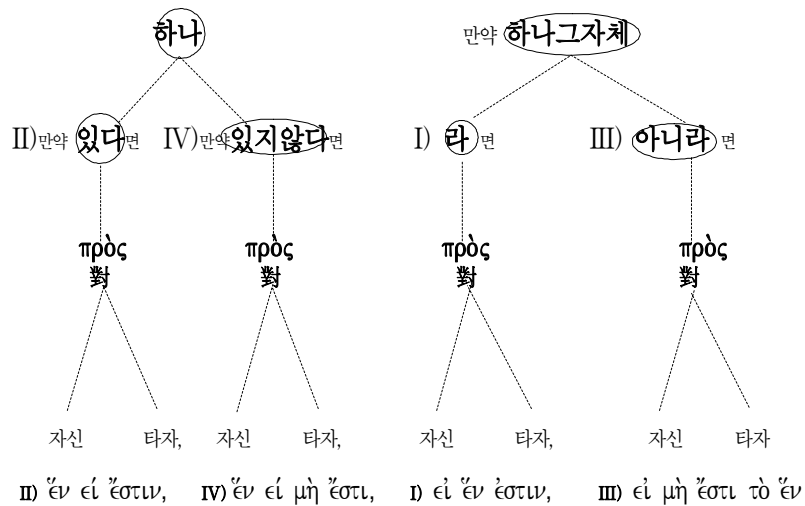 하나 만약 하나그자체
II)만약 있다면 IV)만약있지않다면 I) 라 면 III) 아니라 면
πρὸς πρὸς πρὸς πρὸς
對 對 對 對
자신 타자, 자신 타자, 자신 타자, 자신 타자
II) ἕν εἰ ἔστιν, IV) ἕν εἰ μὴ ἔστι, I) εἰ ἕν ἐστιν, III) εἰ μὴ ἔστι τὸ ἕν